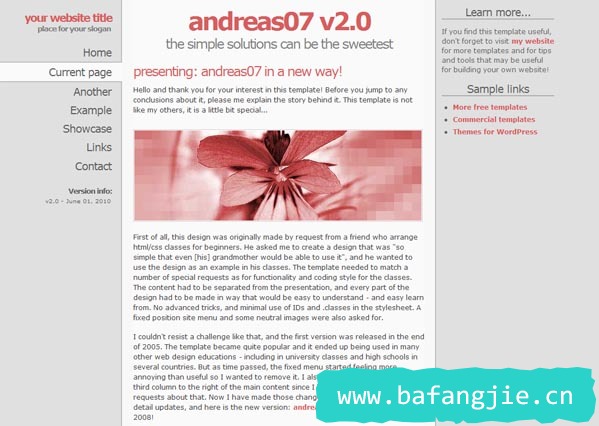 your website title
place for your slogan
Home
Current page
Another
Example
Showcase
Links
Contact
Version info:
v2.0 - June 01, 2010
andreas07 v2.0
the simple solutions can be the sweetest
presenting: andreas07 in a new way!
Hello and thank you for your interest in this template! Before you jump to any
conclusions about it, please me explain the story behind it. This template is not
like my others, it is a little bit special...
First of all, this design was originally made by request from a friend who arrange
html/css classes for beginners. He asked me to create a design that was "so
simple that even [his] grandmother would be able to use it", and he wanted to
use the design as an example in his classes. The template needed to match a
number of special requests as for functionality and coding style for the classes.
The content had to be separated from the presentation, and every part of the
design had to be made in way that would be easy to understand - and easy learn
from. No advanced tricks, and minimal use of IDs and .classes in the stylesheet. A
fixed position site menu and some neutral images were also asked for.
I couldn't resist a challenge like that, and the first version was released in the end
of 2005. The template became quite popular and it ended up being used in many
other web design educations - including in university classes and high schools in
several countries. But as time passed, the fixed menu started feeling more
annoying than useful so I wanted to remove it. I also
third column to the right of the main content since I
requests about that. Now I have made those
detail updates, and here is the new version:
2008!
Learn more...
If you find this template useful,
don't forget to visit my website
for more templates and for tips
and tools that may be useful
for building your own website!
Sample links
More free templates
Commercial templates
Themes for WordPress
www.bafangjie.cn